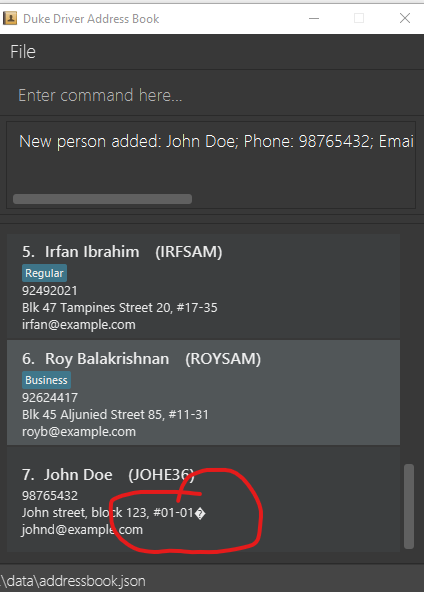 Duke Driver Address Book
File
Enter command here...
New person added: John Doe; Phone: 98765432; Emai
5. Irfan Ibrahim (IRFSAM)
Regular
92492021
Blk 47 Tampines Street 20, #17-35
irfan@example.com
6. Roy Balakrishnan (ROYSAM)
Business
92624417
Blk 45 Aljunied Street 85, #11-31
royb@example.com
7. John Doe (JOHE36)
98765432
John street, block 123, #01-01�
johnd@example.com
.\data\addressbook.json